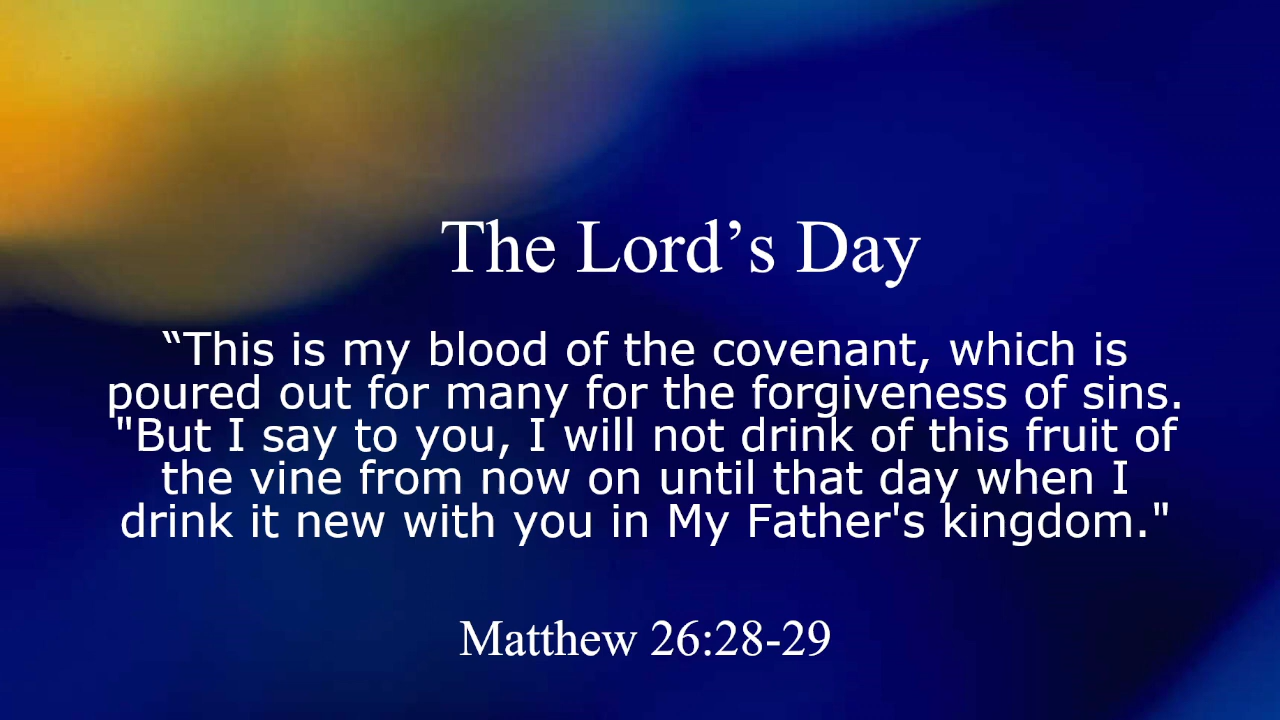 The Lord’s Day
“This is my blood of the covenant, which is
poured out for many for the forgiveness of sins.
"But I say to you, I will not drink of this fruit of
the vine from now on until that day when I
drink it new with you in My Father's kingdom."
Matthew 26:28-29